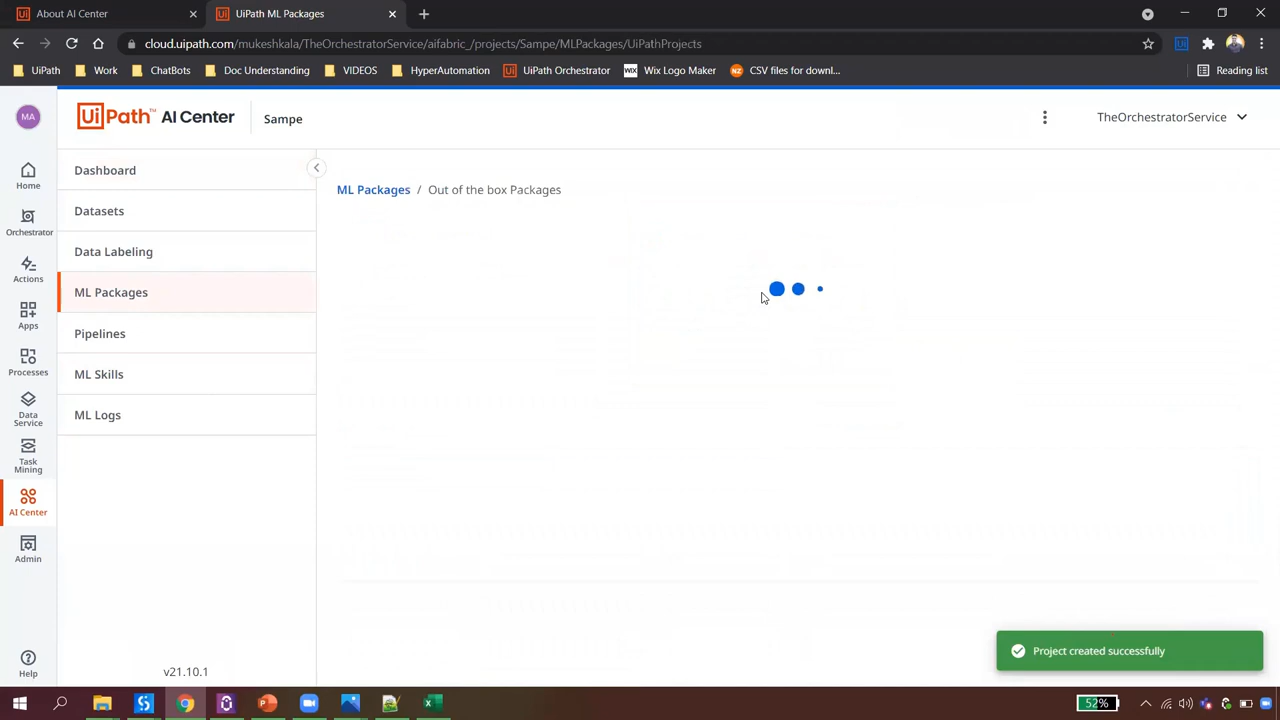 About AI Center
UiPath ML Packages
cloud.uipath.com/mukeshkala/TheOrchestratorService/aifabric_/projects/Sampe/MLPackages/UiPathProjects
UiPath
Work
ChatBots
Doc Understanding
VIDEOS
HyperAutomation
UiPath Orchestrator
WIX Wix Logo Maker
NZ CSV files for downl...
Reading list
MA
UiPath™ AI Center
Sampe
TheOrchestratorService
Home
Orchestrator
Actions
Apps
Processes
Data
Service
Task
Mining
AI Center
Admin
Help
Dashboard
Datasets
Data Labeling
ML Packages
Pipelines
ML Skills
ML Logs
v21.10.1
ML Packages / Out of the box Packages
Project created successfully
52%